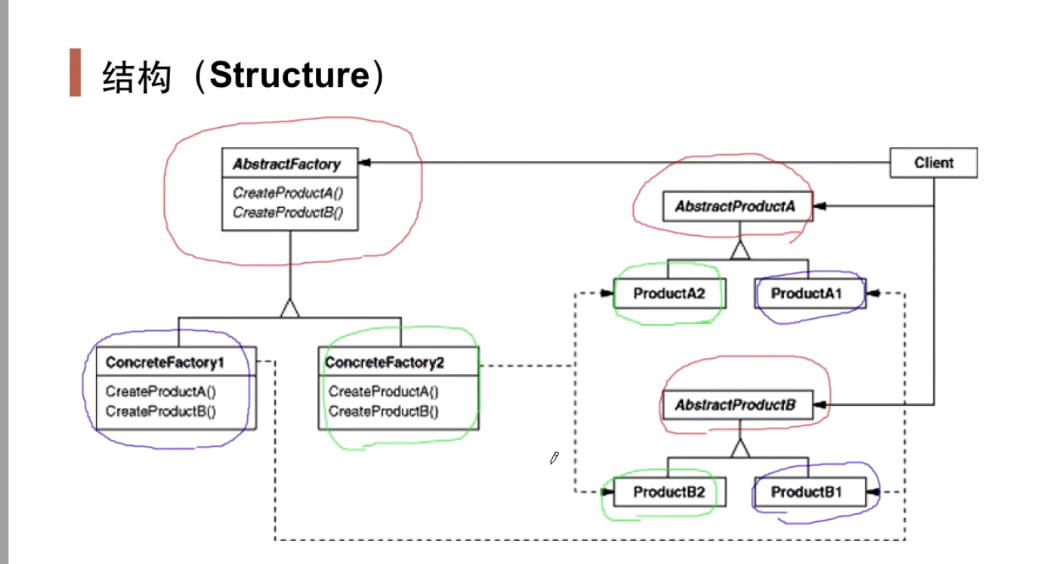 结构（Structure）
AbstractFactory
CreateProductA()
CreateProductB()
Client
AbstractProductA
ProductA2
ProductA1
ConcreteFactory1
CreateProductA()
CreateProductB()
ConcreteFactory2
CreateProductA()
CreateProductB()
AbstractProductB
ProductB2
ProductB1